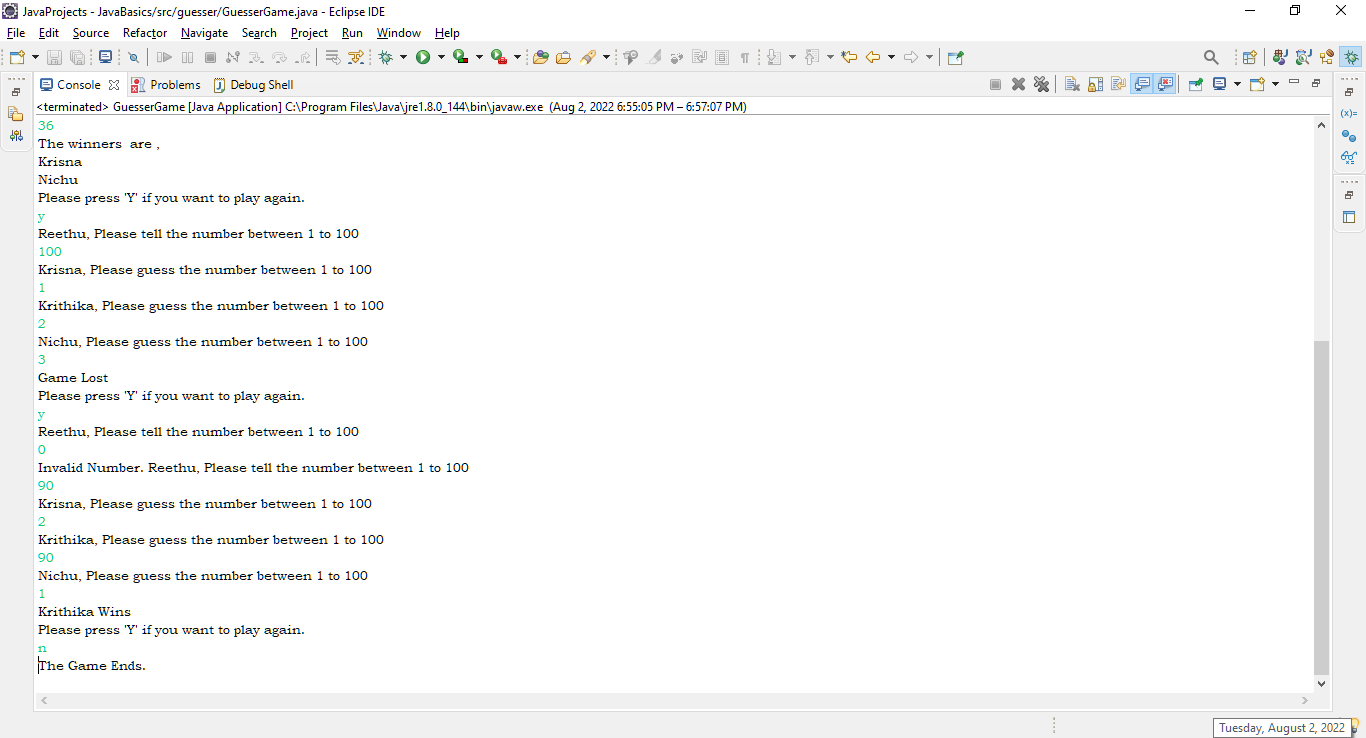 JavaProjects - JavaBasics/src/guesser/GuesserGame.java - Eclipse IDE
File Edit Source Refactor Navigate Search Project Run Window Help
Console Problems Debug Shell
<terminated> GuesserGame [Java Application] C:\Program Files\Java\jre1.8.0_144\bin\javaw.exe (Aug 2, 2022 6:55:05 PM – 6:57:07 PM)
36
The winners  are ,
Krisna
Nichu
Please press 'Y' if you want to play again.
y
Reethu, Please tell the number between 1 to 100
100
Krisna, Please guess the number between 1 to 100
1
Krithika, Please guess the number between 1 to 100
2
Nichu, Please guess the number between 1 to 100
3
Game Lost
Please press 'Y' if you want to play again.
y
Reethu, Please tell the number between 1 to 100
0
Invalid Number. Reethu, Please tell the number between 1 to 100
90
Krisna, Please guess the number between 1 to 100
2
Krithika, Please guess the number between 1 to 100
90
Nichu, Please guess the number between 1 to 100
1
Krithika Wins
Please press 'Y' if you want to play again.
n
The Game Ends.
Tuesday, August 2, 2022